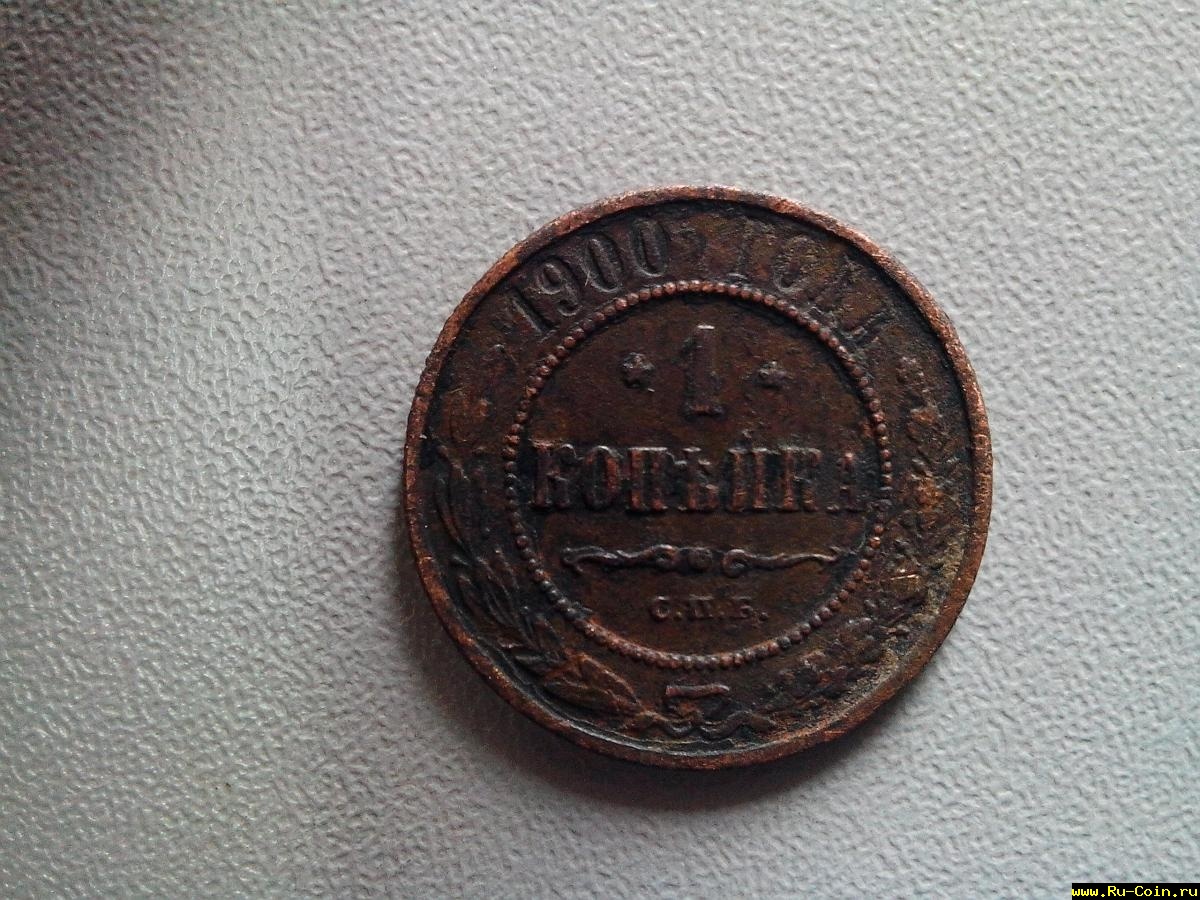 * 1900 ГОДА *
* 1 *
КОПѢЙКА
С.П.Б.
www.Ru-Coin.ru